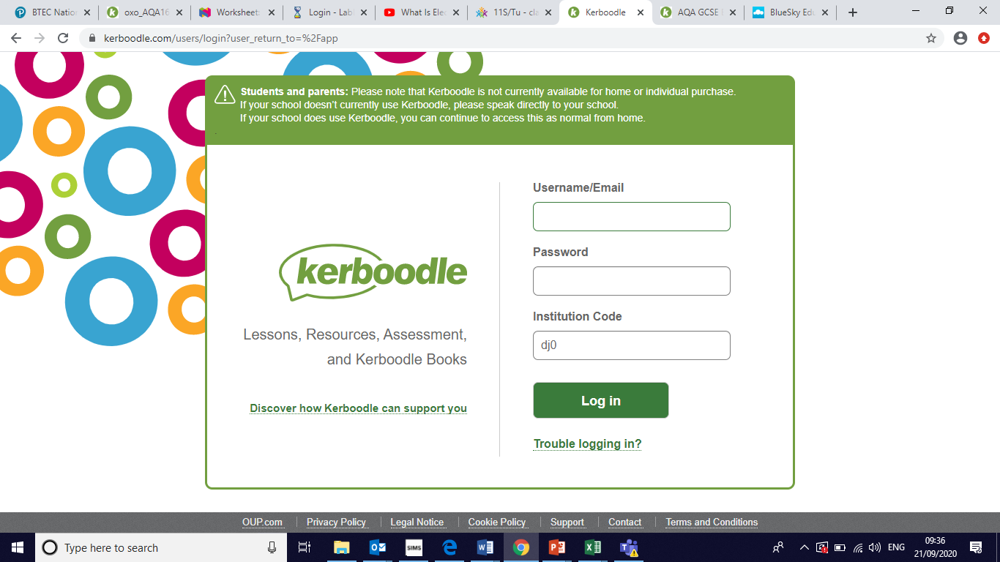 BTEC Nation
oxo_AQA16
Worksheets
Login - Lab
What Is Elec
11S/Tu - cla
Kerboodle
AQA GCSE
BlueSky Edu
kerboodle.com/users/login?user_return_to=%2Fapp
Students and parents: Please note that Kerboodle is not currently available for home or individual purchase.
If your school doesn't currently use Kerboodle, please speak directly to your school.
If your school does use Kerboodle, you can continue to access this as normal from home.
kerboodle
Lessons, Resources, Assessment,
and Kerboodle Books
Discover how Kerboodle can support you
Username/Email
Password
Institution Code
dj0
Log in
Trouble logging in?
OUP.com
Privacy Policy
Legal Notice
Cookie Policy
Support
Contact
Terms and Conditions
Type here to search
SIMS
ENG
09:36
21/09/2020